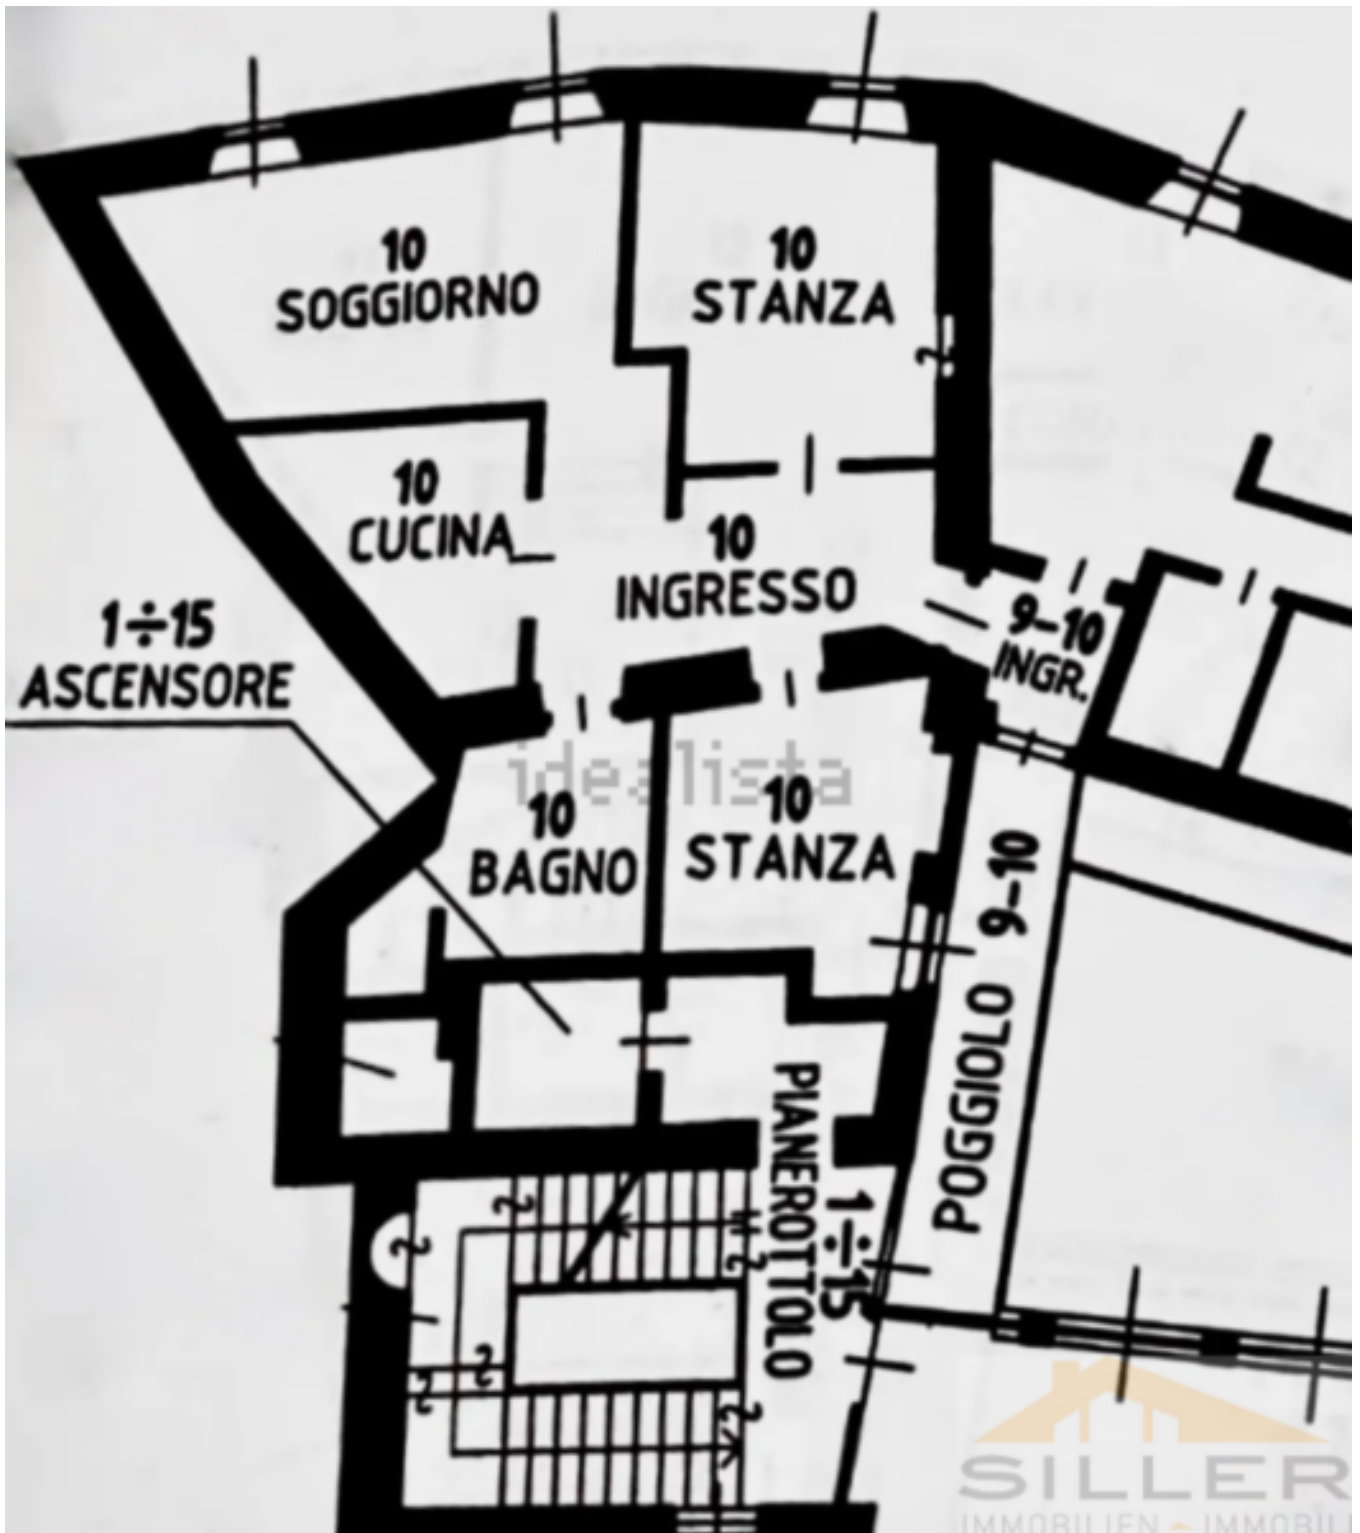 10
SOGGIORNO
10
STANZA
10
CUCINA
10
INGRESSO
1÷15
ASCENSORE
9-10
INGR.
idealista
10
BAGNO
10
STANZA
POGGIOLO 9-10
PIANEROTTOLO
1÷15
SILLER
IMMOBILIEN - IMMOBILI